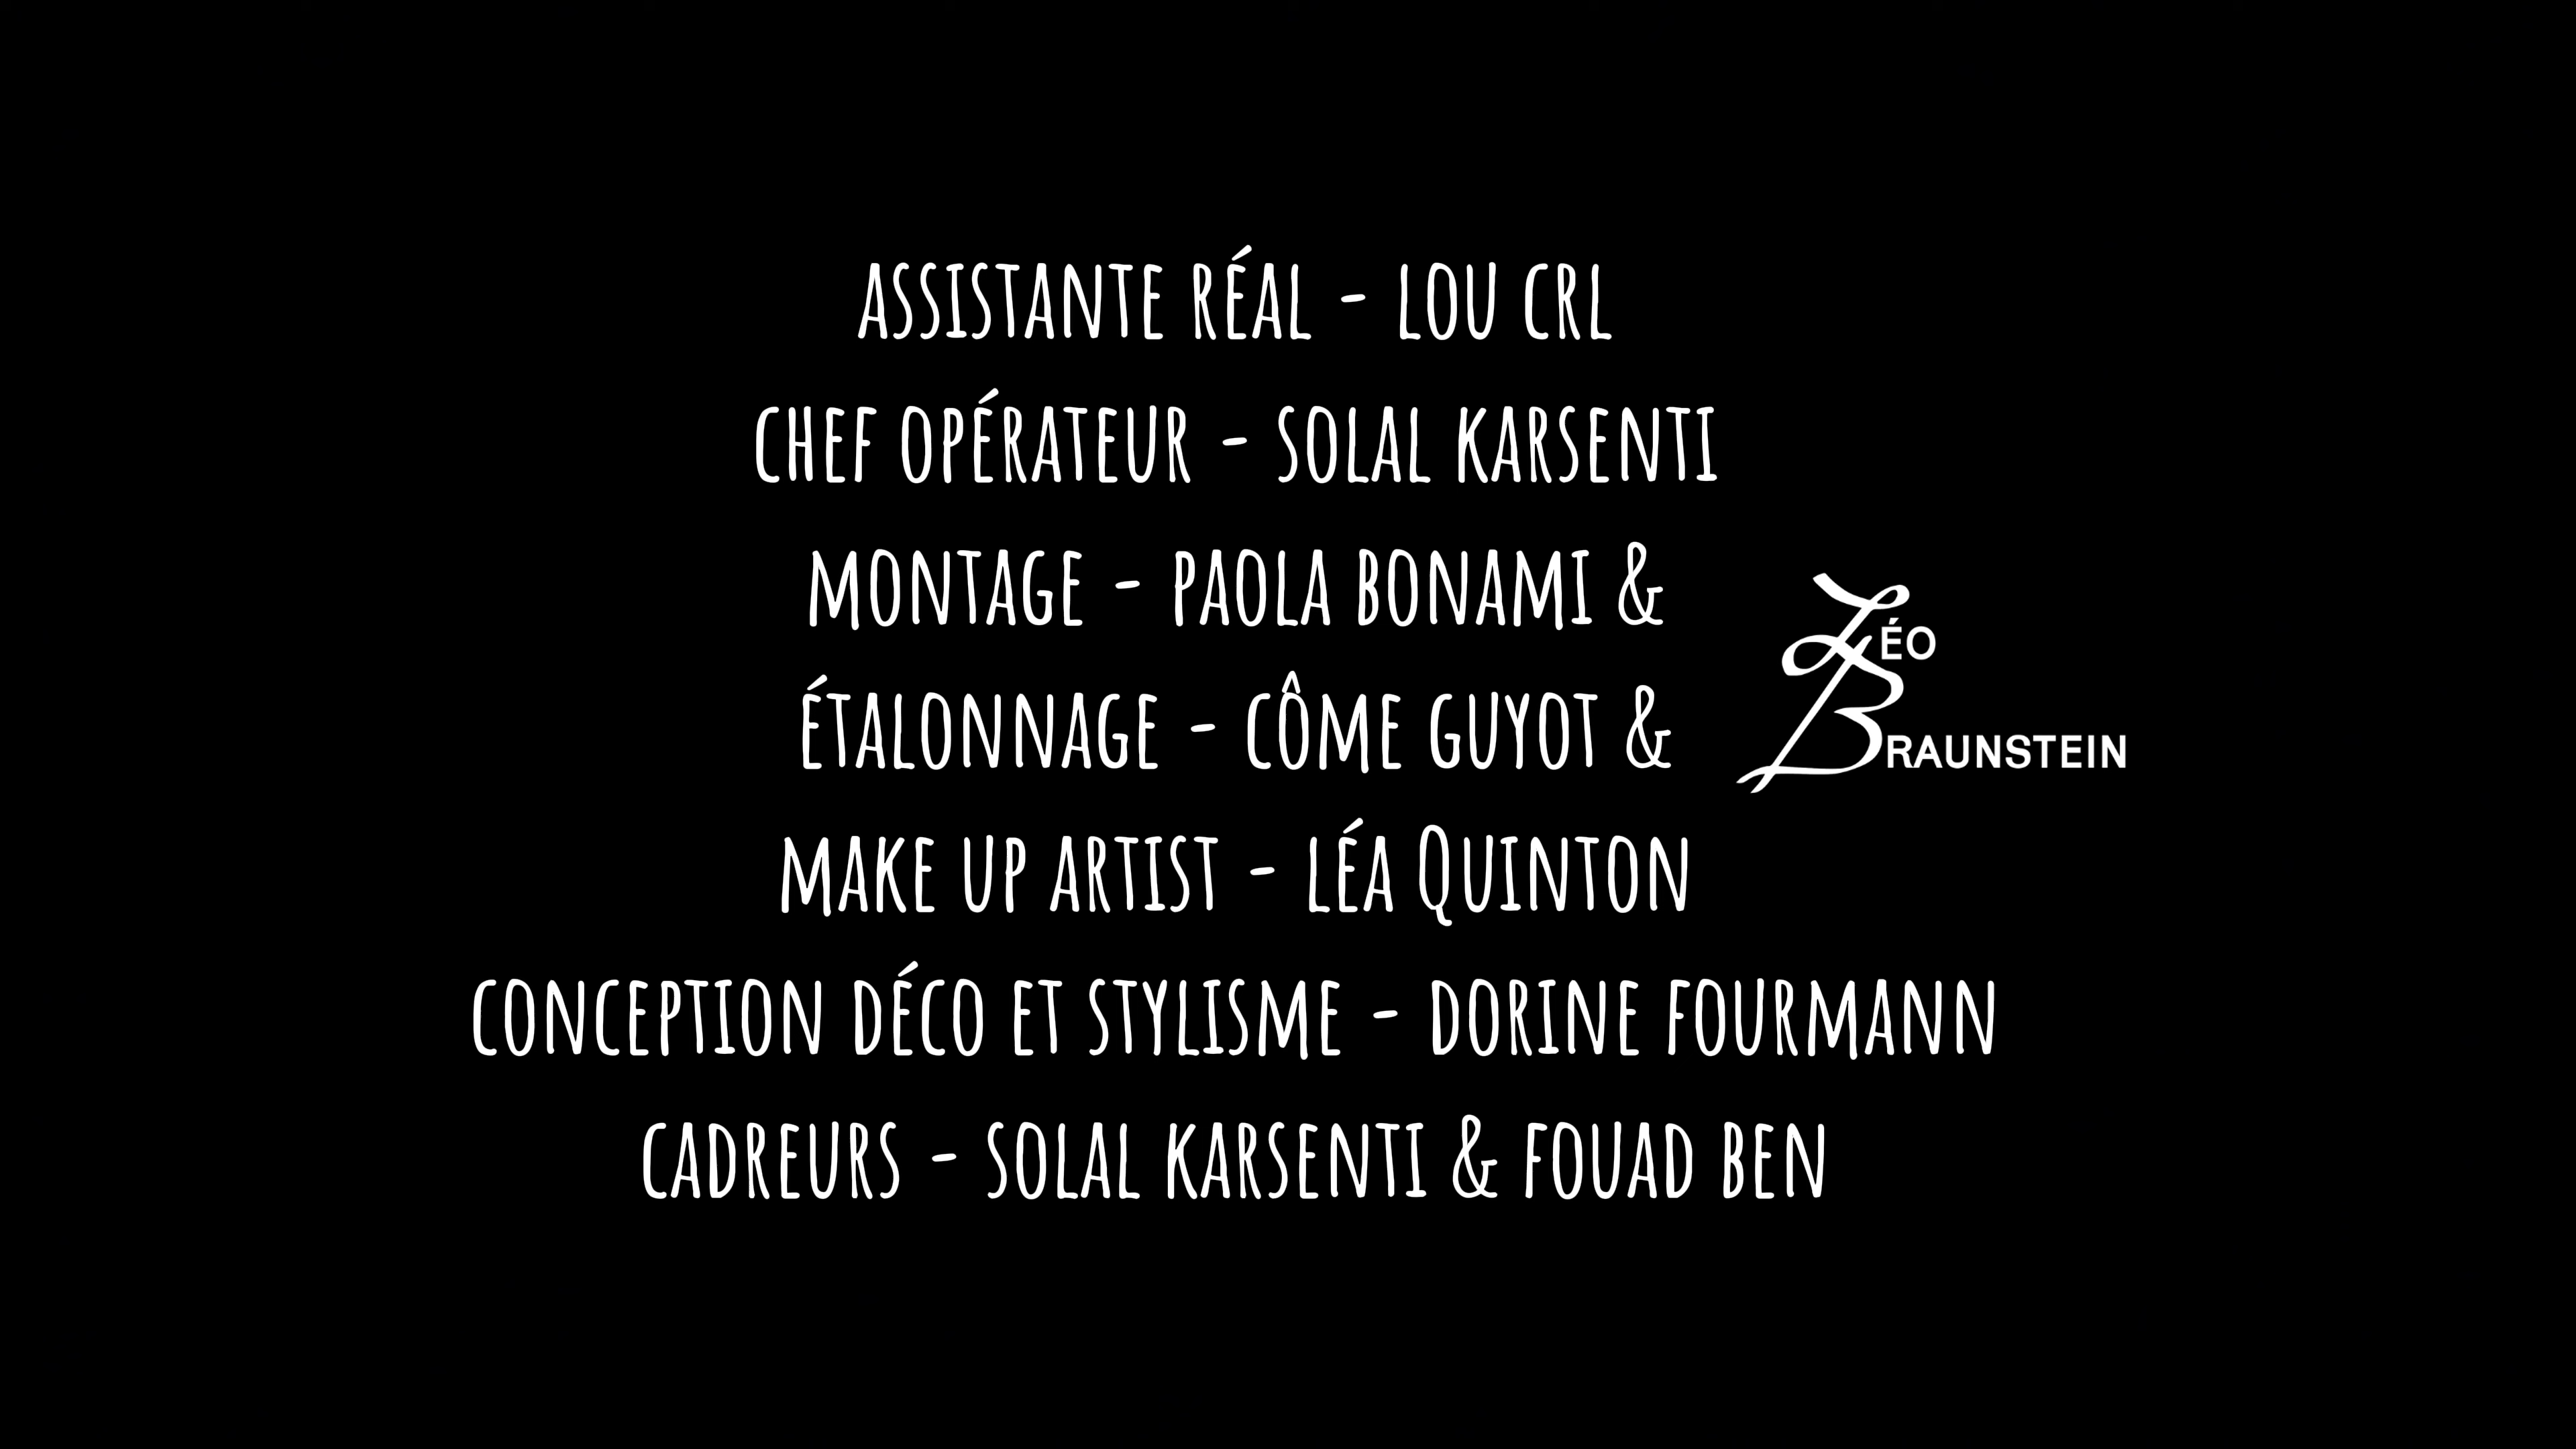 ASSISTANTE RÉAL - LOU CRL
CHEF OPÉRATEUR - SOLAL KARSENTI
MONTAGE - PAOLA BONAMI &
ÉTALONNAGE - CÔME GUYOT &
LÉO
BRAUNSTEIN
MAKE UP ARTIST - LÉA QUINTON
CONCEPTION DÉCO ET STYLISME - DORINE FOURMANN
CADREURS - SOLAL KARSENTI & FOUAD BEN